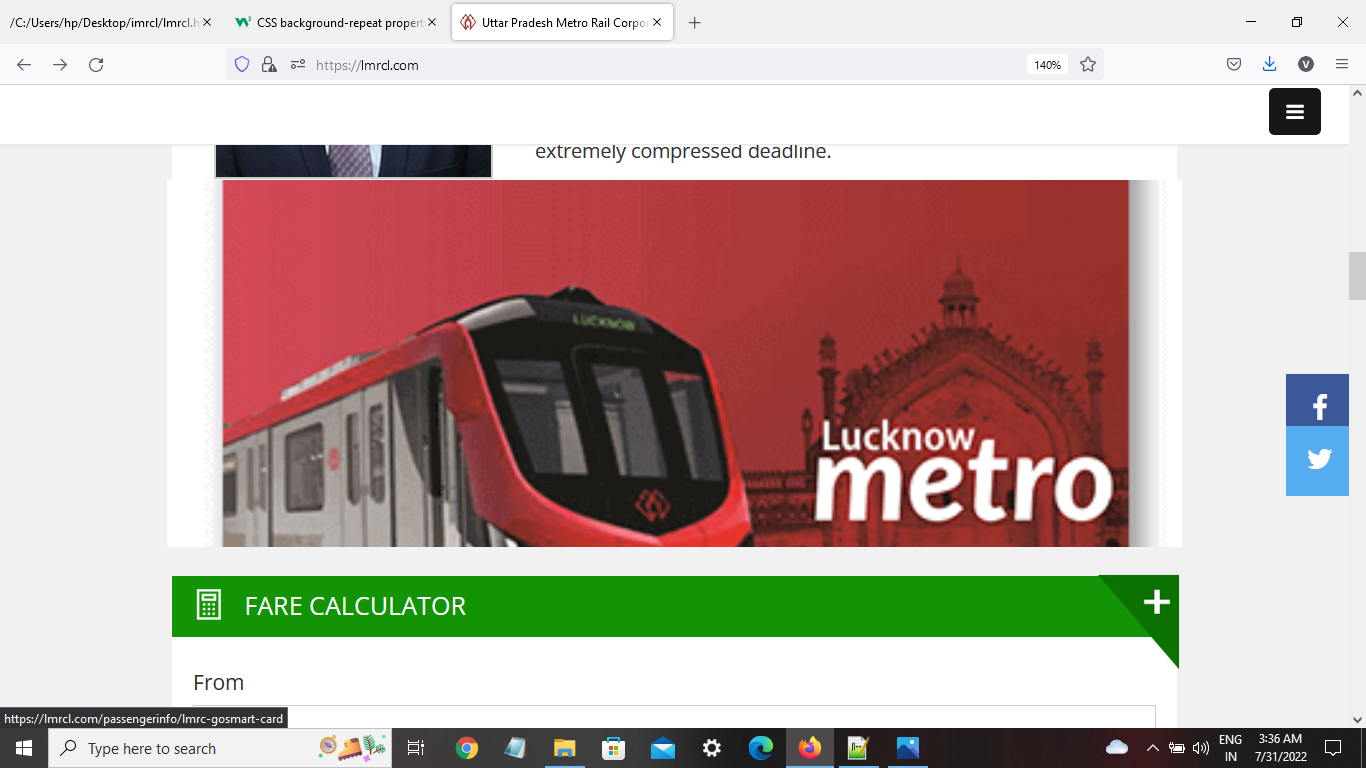 /C:/Users/hp/Desktop/imrcl/lmrcl.h
CSS background-repeat propert
Uttar Pradesh Metro Rail Corpor
https://lmrcl.com
140%
V
extremely compressed deadline.
LUCKNOW
Lucknow
metro
FARE CALCULATOR
From
https://lmrcl.com/passengerinfo/lmrc-gosmart-card
Type here to search
ENG
IN
3:36 AM
7/31/2022